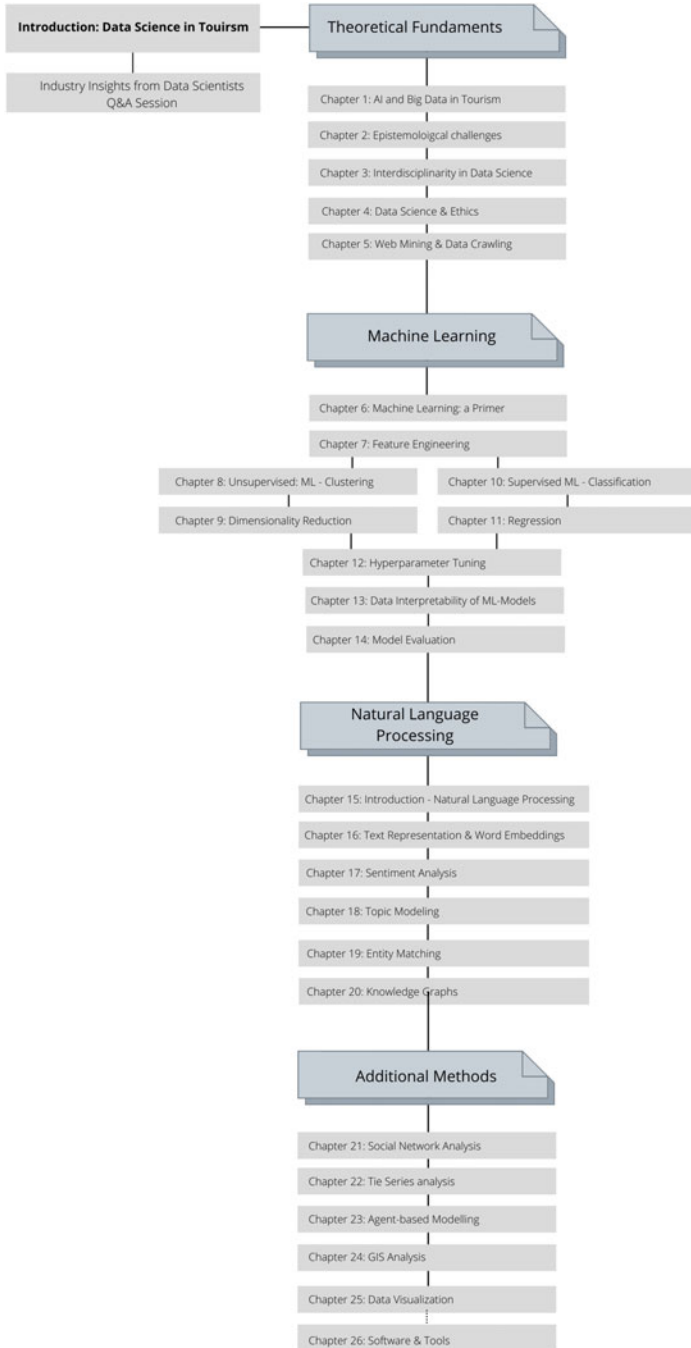 Introduction: Data Science in Touirsm
Theoretical Fundaments
Industry Insights from Data Scientists
Q&A Session
Chapter 1: AI and Big Data in Tourism
Chapter 2: Epistemoloigcal challenges
Chapter 3: Interdisciplinarity in Data Science
Chapter 4: Data Science & Ethics
Chapter 5: Web Mining & Data Crawling
Machine Learning
Chapter 6: Machine Learning: a Primer
Chapter 7: Feature Engineering
Chapter 8: Unsupervised: ML - Clustering
Chapter 10: Supervised ML - Classification
Chapter 9: Dimensionality Reduction
Chapter 11: Regression
Chapter 12: Hyperparameter Tuning
Chapter 13: Data Interpretability of ML-Models
Chapter 14: Model Evaluation
Natural Language
Processing
Chapter 15: Introduction - Natural Language Processing
Chapter 16: Text Representation & Word Embeddings
Chapter 17: Sentiment Analysis
Chapter 18: Topic Modeling
Chapter 19: Entity Matching
Chapter 20: Knowledge Graphs
Additional Methods
Chapter 21: Social Network Analysis
Chapter 22: Tie Series analysis
Chapter 23: Agent-based Modelling
Chapter 24: GIS Analysis
Chapter 25: Data Visualization
Chapter 26: Software & Tools